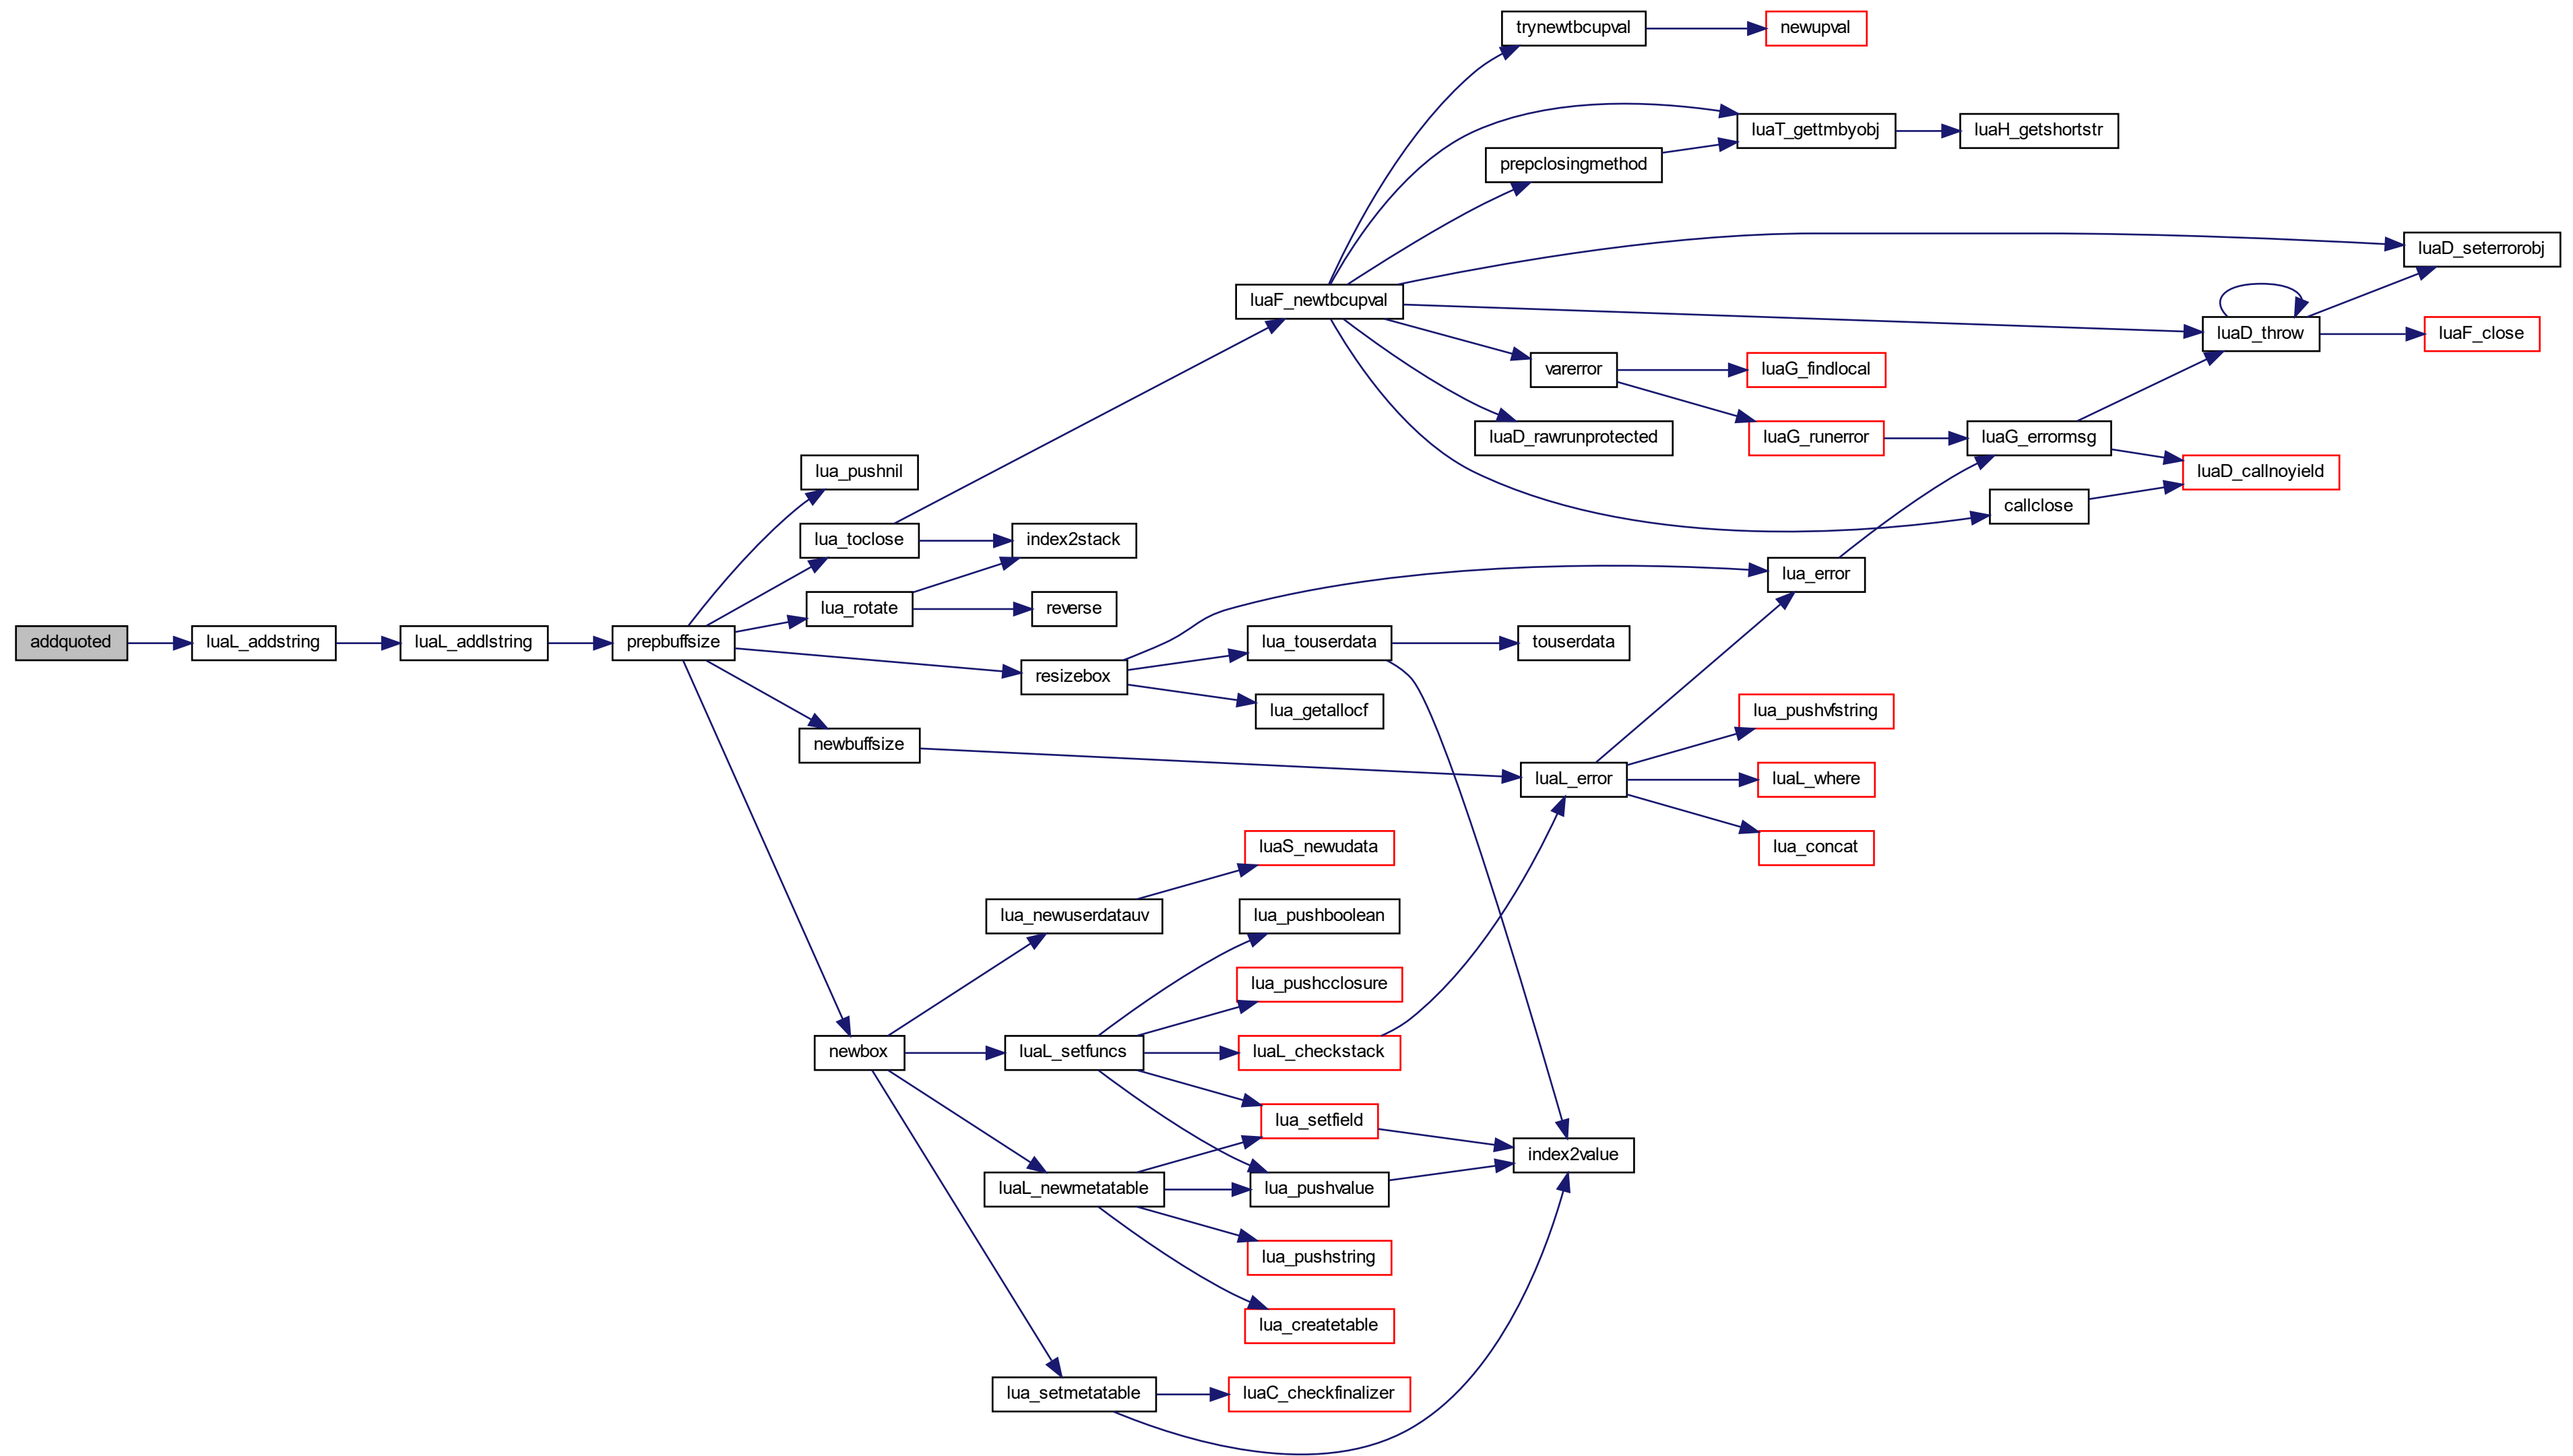 trynewtbcupval
newupval
luaT_gettmbyobj
luaH_getshortstr
prepclosingmethod
luaD_seterrorobj
luaF_newtbcupval
luaD_throw
luaF_close
varerror
luaG_findlocal
luaD_rawrunprotected
luaG_runerror
luaG_errormsg
lua_pushnil
luaD_callnoyield
callclose
lua_toclose
index2stack
lua_error
lua_rotate
reverse
addquoted
luaL_addstring
luaL_addlstring
prepbuffsize
lua_touserdata
touserdata
resizebox
lua_getallocf
lua_pushvfstring
newbuffsize
luaL_error
luaL_where
luaS_newudata
lua_concat
lua_newuserdatauv
lua_pushboolean
lua_pushcclosure
newbox
luaL_setfuncs
luaL_checkstack
lua_setfield
index2value
luaL_newmetatable
lua_pushvalue
lua_pushstring
lua_createtable
lua_setmetatable
luaC_checkfinalizer